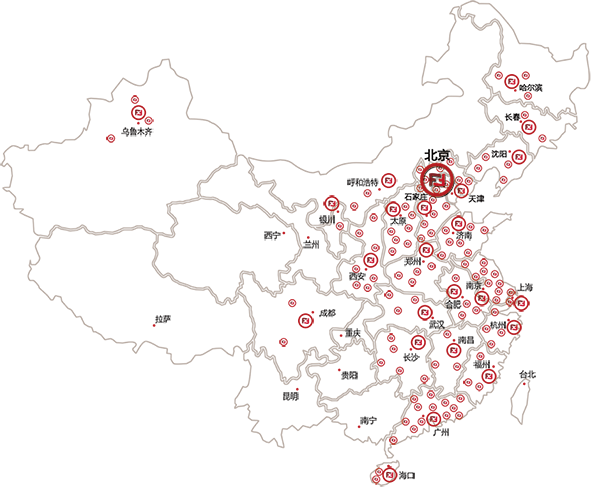 哈尔滨
长春
乌鲁木齐
沈阳
北京
呼和浩特
石家庄
天津
银川
太原
济南
西宁
兰州
郑州
西安
南京
上海
合肥
拉萨
成都
武汉
杭州
重庆
南昌
长沙
福州
贵阳
台北
昆明
南宁
广州
海口